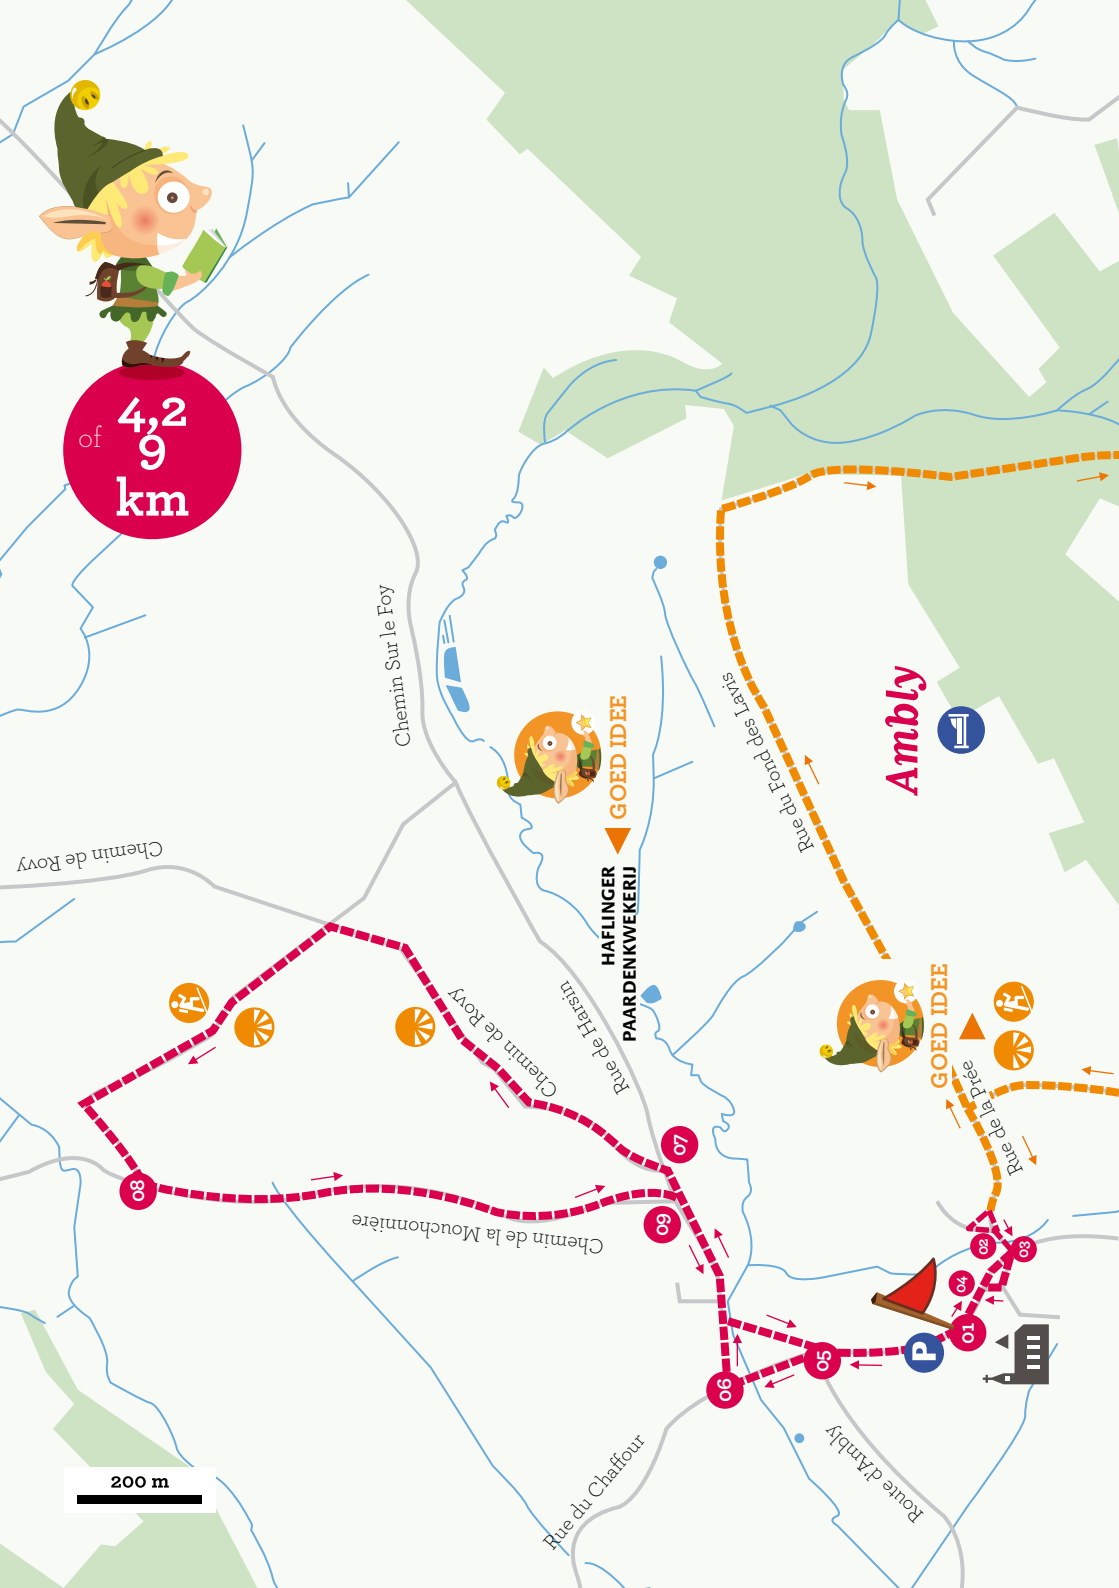 4,2
of
9
km
Chemin Sur le Foy
GOED IDEE
HAFLINGER
PAARDENKWEKERIJ
Rue du Fond des Lavis
Ambly
Chemin de Rovy
Chemin de Rovy
Rue de Harsin
GOED IDEE
Rue de la Prée
07
08
09
Chemin de la Mouchonnière
02
03
04
01
P
05
06
Rue du Chaffour
Route d'Ambly
200 m